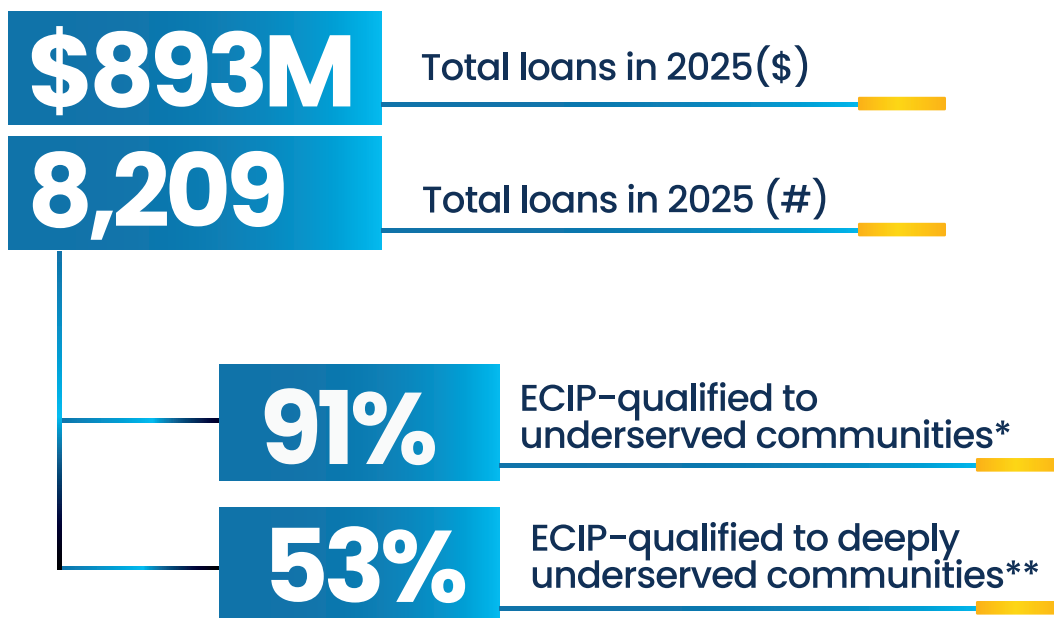 $893M
Total loans in 2025($)
8,209
Total loans in 2025 (#)
91%
ECIP-qualified to
underserved communities*
53%
ECIP-qualified to deeply
underserved communities**